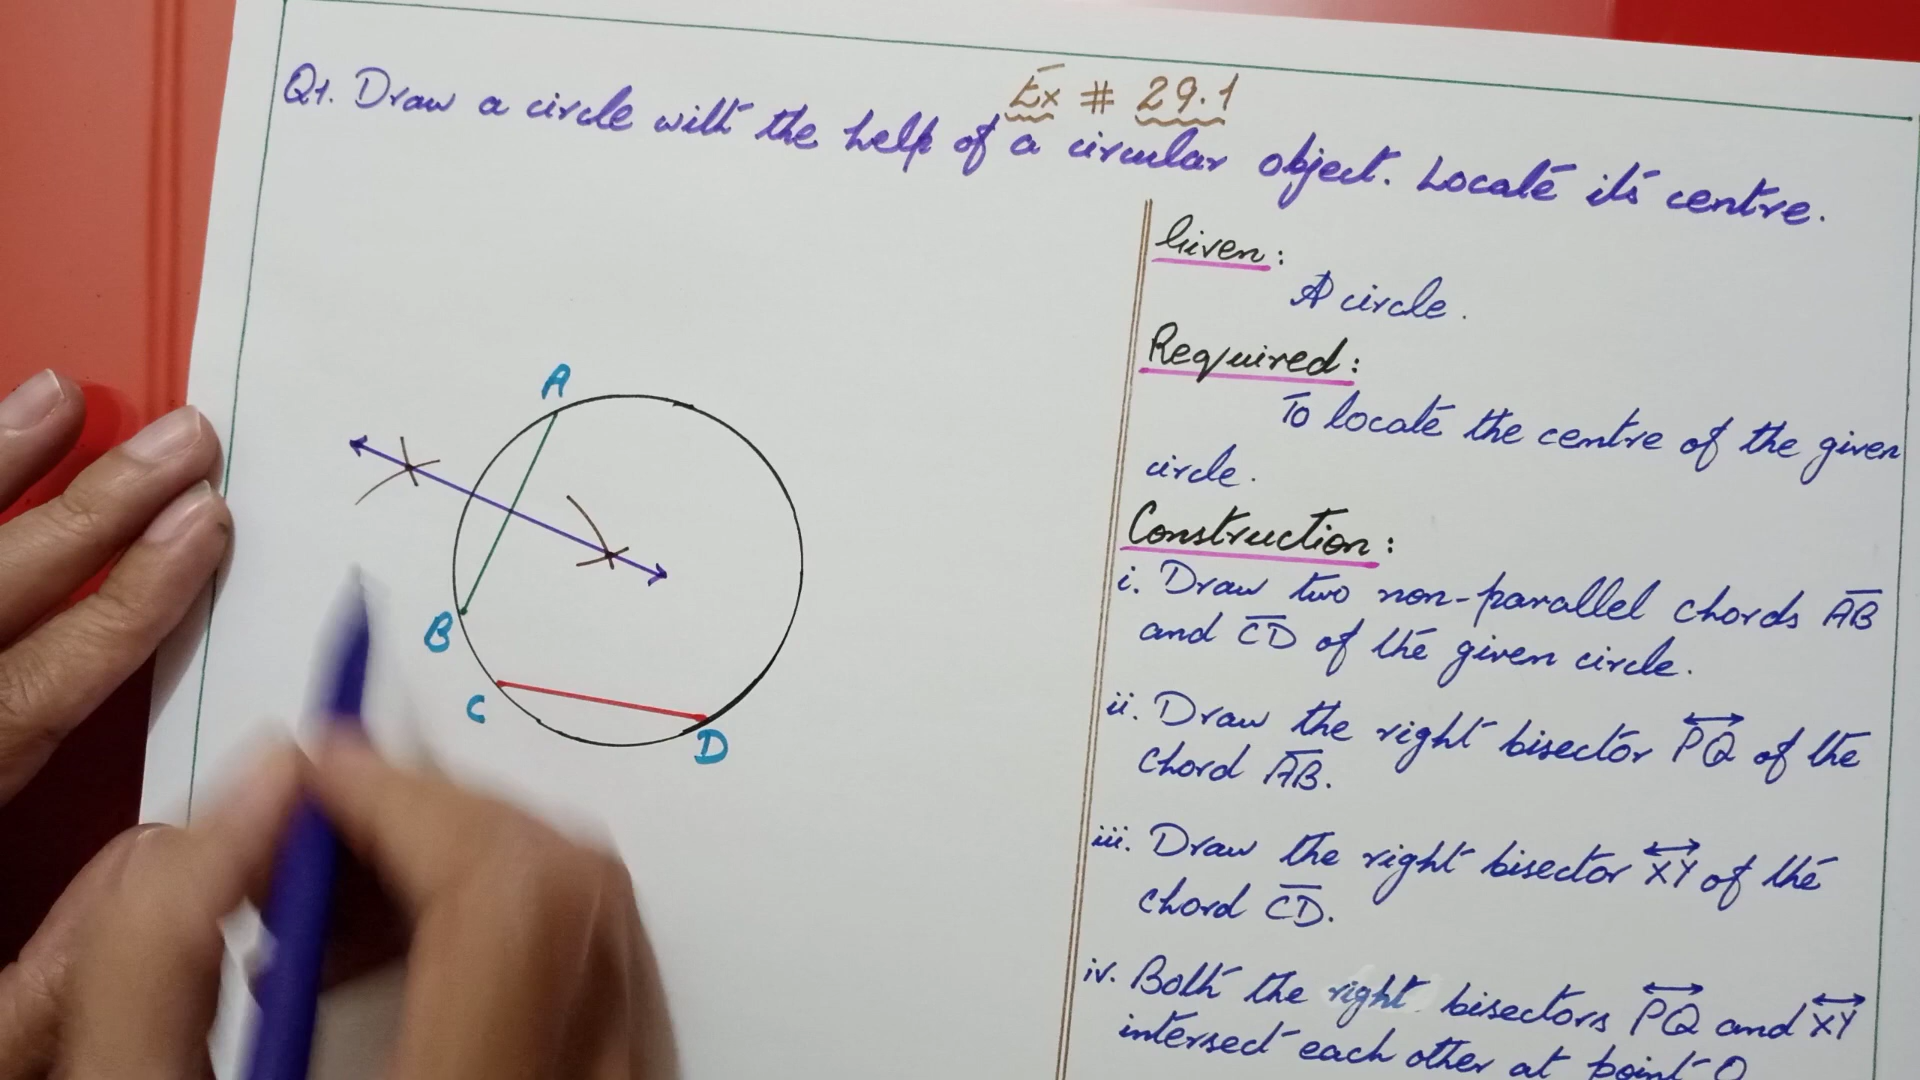 Ex # 29.1
Q1. Draw a circle with the help of a circular object. Locate its centre.
Given:
A circle.
Required:
To locate the centre of the given
circle.
Construction:
i. Draw two non-parallel chords AB
and CD of the given circle.
ii. Draw the right bisector PQ of the
chord AB.
iii. Draw the right bisector XY of the
chord CD.
iv. Both the right bisectors PQ and XY
intersect each other at point O
A
B
C
D